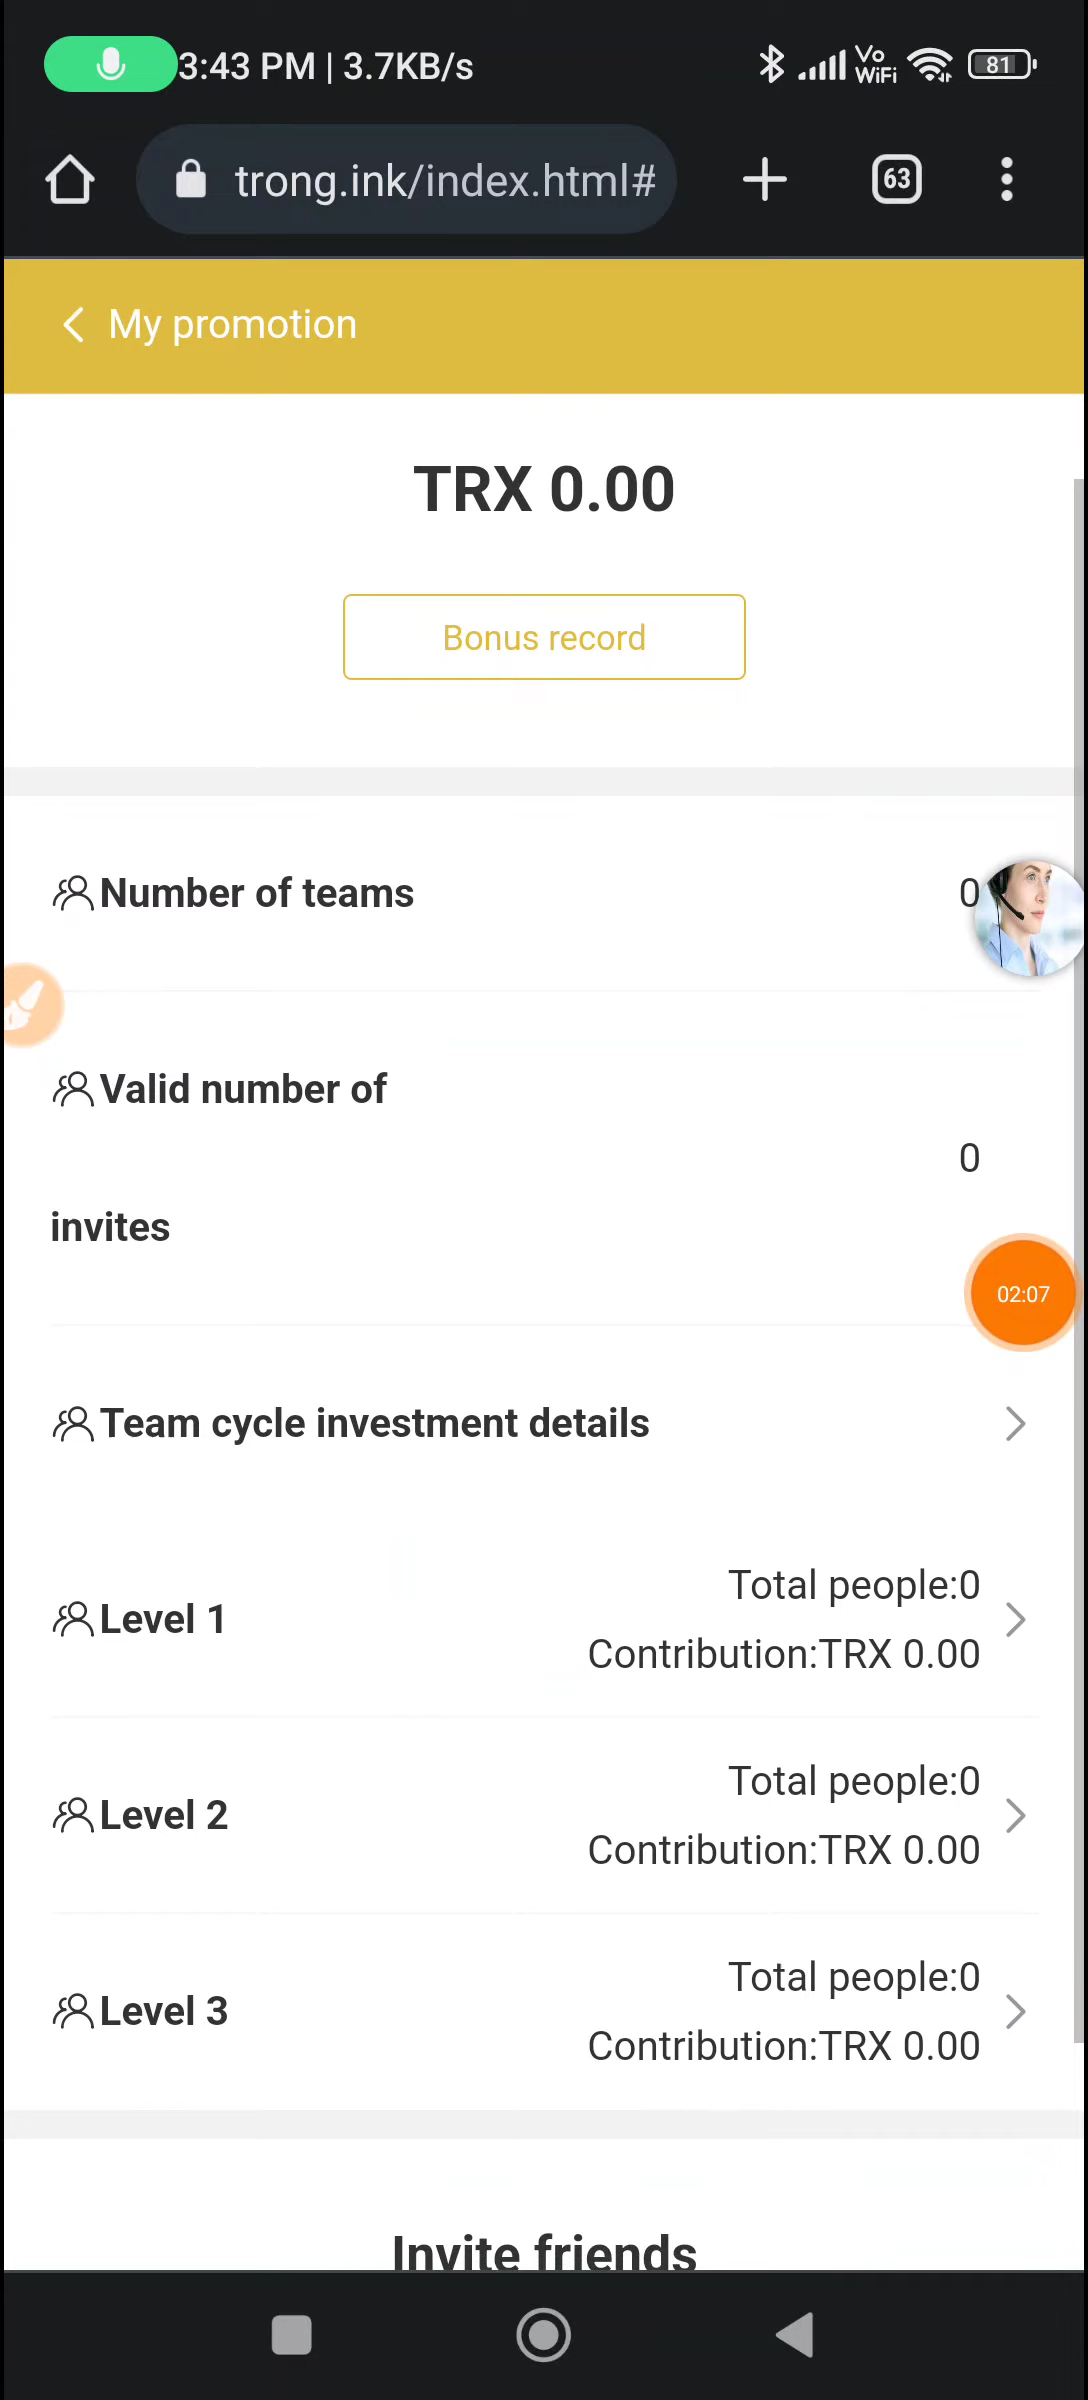 3:43 PM | 3.7KB/s
Vo
WiFi
81
trong.ink/index.html#
63
My promotion
TRX 0.00
Bonus record
Number of teams
0
Valid number of
0
invites
02:07
Team cycle investment details
Total people:0
Level 1
Contribution:TRX 0.00
Total people:0
Level 2
Contribution:TRX 0.00
Total people:0
Level 3
Contribution:TRX 0.00
Invite friends